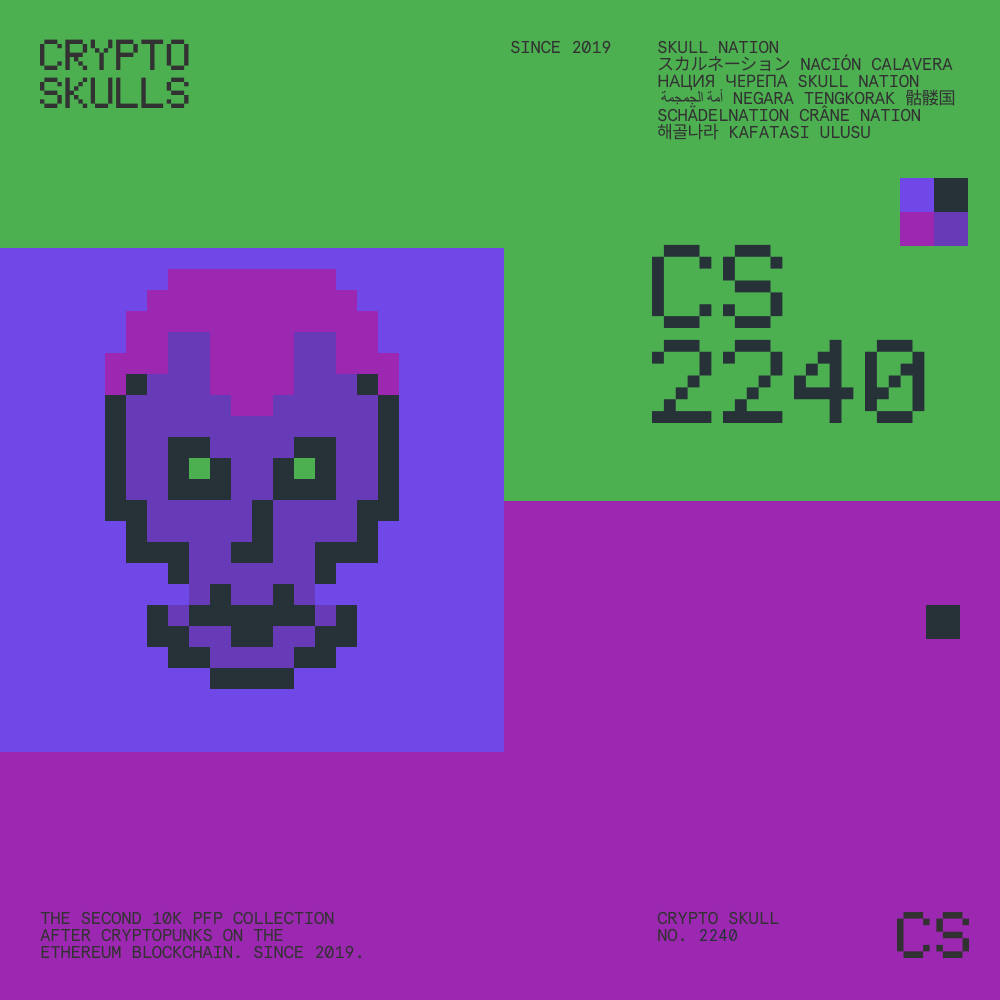 CRYPTO
SKULLS
SINCE 2019
SKULL NATION
スカルネーション NACIÓN CALAVERA
НАЦИЯ ЧЕРЕПА SKULL NATION
أمة الجمجمة NEGARA TENGKORAK 骷髅国
SCHÄDELNATION CRÂNE NATION
해골나라 KAFATASI ULUSU
CS
2240
THE SECOND 10K PFP COLLECTION
AFTER CRYPTOPUNKS ON THE
ETHEREUM BLOCKCHAIN. SINCE 2019.
CRYPTO SKULL
NO. 2240
CS